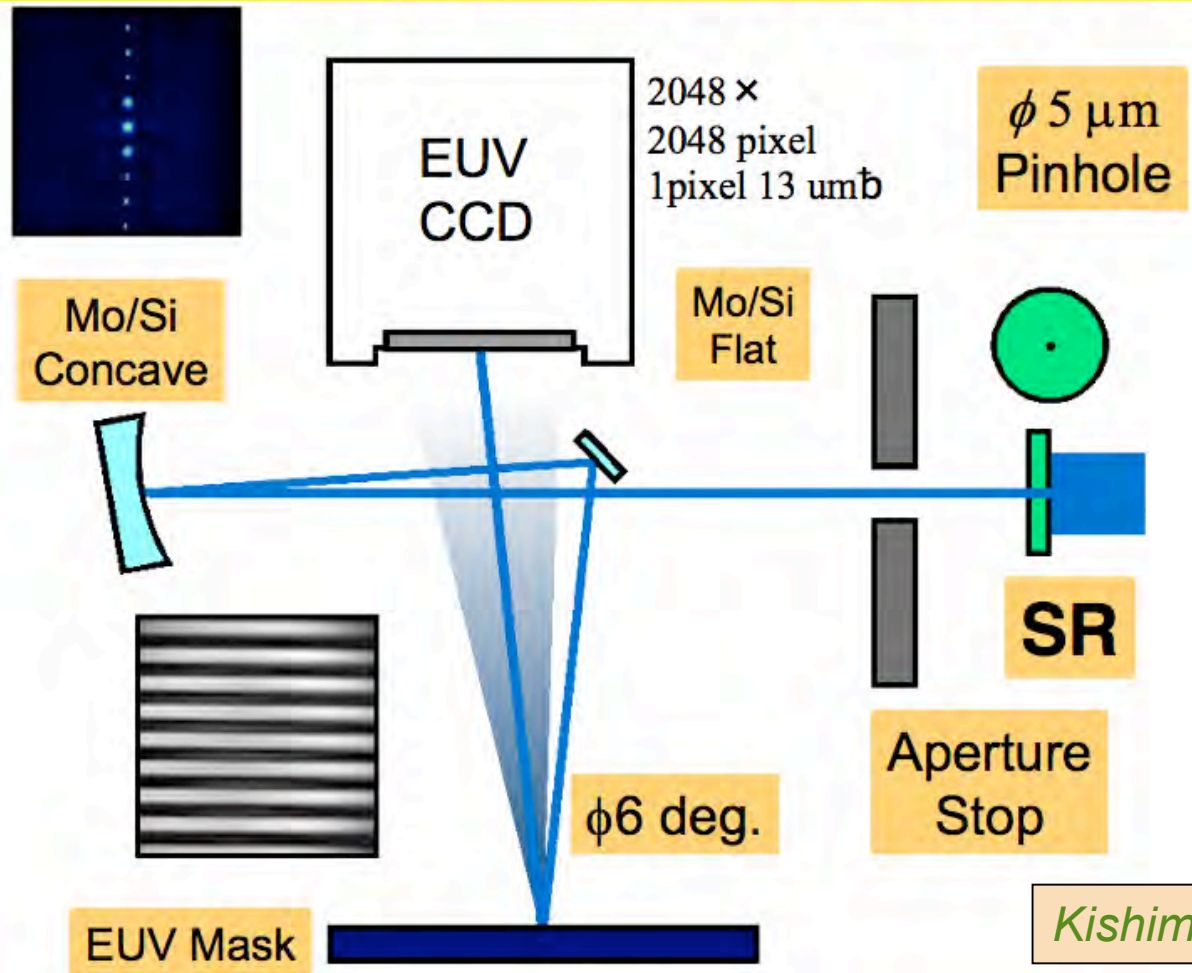 EUV
CCD
2048 ×
2048 pixel
1pixel 13 umħ
ϕ 5 µm
Pinhole
Mo/Si
Concave
Mo/Si
Flat
SR
Aperture
Stop
ϕ6 deg.
EUV Mask